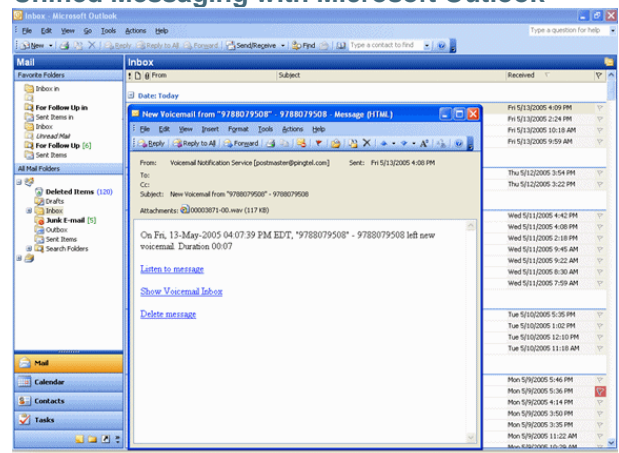 Unified Messaging with Microsoft Outlook
Inbox - Microsoft Outlook
File Edit View Go Tools Actions Help
Type a question for help
New Reply Reply to All Forward Send/Receive Find Type a contact to find
Mail
Inbox
Favorite Folders
From Subject Received
Inbox in
For Follow Up in
Sent Items in
Inbox
Unread Mail
For Follow Up [6]
Sent Items
All Mail Folders
Deleted Items (120)
Drafts
Inbox
Junk E-mail [5]
Outbox
Sent Items
Search Folders
Mail
Calendar
Contacts
Tasks
Date: Today
New Voicemail from "9788079508" - 9788079508 - Message (HTML)
File Edit View Insert Format Tools Actions Help
Reply Reply to All Forward
From: Voicemail Notification Service [postmaster@pingtel.com] Sent: Fri 5/13/2005 4:08 PM
To:
Cc:
Subject: New Voicemail from "9788079508" - 9788079508
Attachments: 00003871-00.wav (117 KB)
On Fri, 13-May-2005 04:07:39 PM EDT, "9788079508" - 9788079508 left new
voicemail. Duration 00:07
Listen to message
Show Voicemail Inbox
Delete message
Fri 5/13/2005 4:09 PM
Fri 5/13/2005 2:24 PM
Fri 5/13/2005 10:18 AM
Fri 5/13/2005 9:59 AM
Thu 5/12/2005 3:54 PM
Thu 5/12/2005 3:22 PM
Wed 5/11/2005 4:42 PM
Wed 5/11/2005 4:08 PM
Wed 5/11/2005 2:18 PM
Wed 5/11/2005 9:45 AM
Wed 5/11/2005 9:22 AM
Wed 5/11/2005 8:30 AM
Wed 5/11/2005 7:59 AM
Tue 5/10/2005 5:35 PM
Tue 5/10/2005 1:02 PM
Tue 5/10/2005 12:10 PM
Tue 5/10/2005 11:18 AM
Mon 5/9/2005 5:46 PM
Mon 5/9/2005 5:36 PM
Mon 5/9/2005 4:14 PM
Mon 5/9/2005 3:50 PM
Mon 5/9/2005 3:35 PM
Mon 5/9/2005 11:22 AM
Mon 5/9/2005 10:29 AM